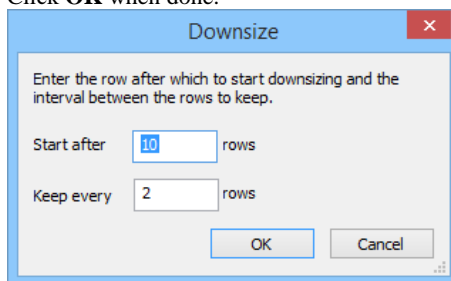 Click OK when done.
Downsize
Enter the row after which to start downsizing and the
interval between the rows to keep.
Start after 10 rows
Keep every 2 rows
OK Cancel